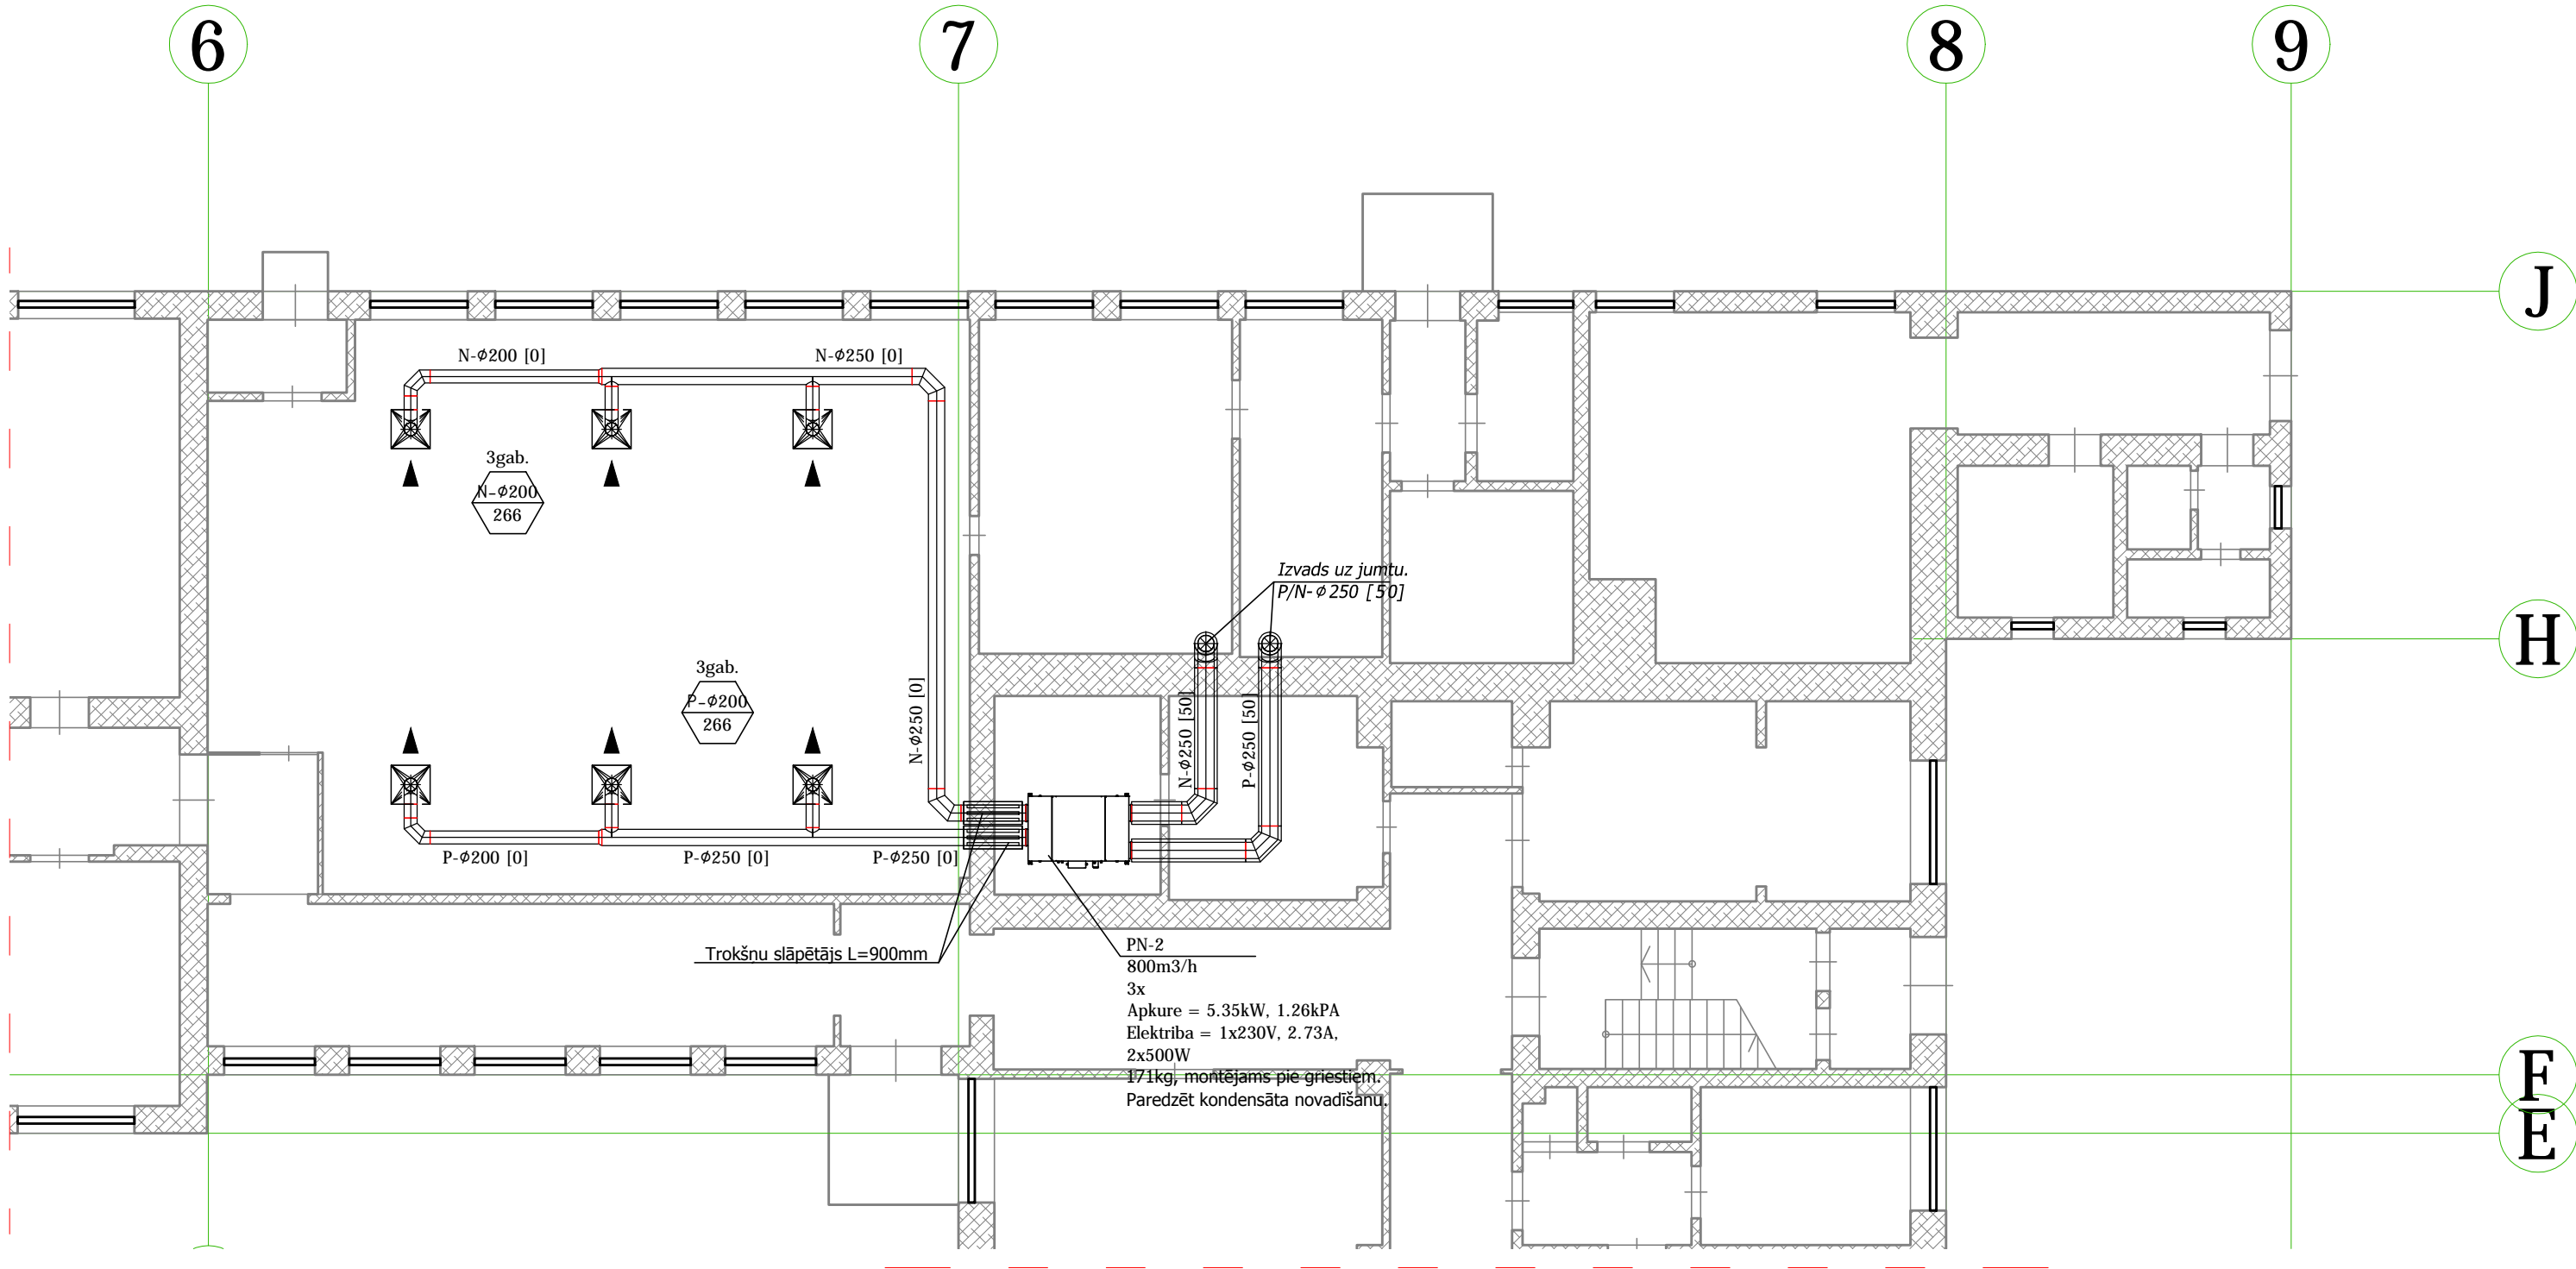 6
7
8
9
J
N-ϕ200 [0]
N-ϕ250 [0]
3gab.
N-ϕ200
266
Izvads uz jumtu.
P/N-ϕ250 [50]
H
3gab.
P-ϕ200
266
N-ϕ250 [0]
N-ϕ250 [50]
P-ϕ250 [50]
P-ϕ200 [0]
P-ϕ250 [0]
P-ϕ250 [0]
Trokšņu slāpētājs L=900mm
PN-2
800m3/h
3x
Apkure = 5.35kW, 1.26kPA
Elektriba = 1x230V, 2.73A,
2x500W
171kg, montējams pie griestiem.
Paredzēt kondensāta novadīšanu.
F
E